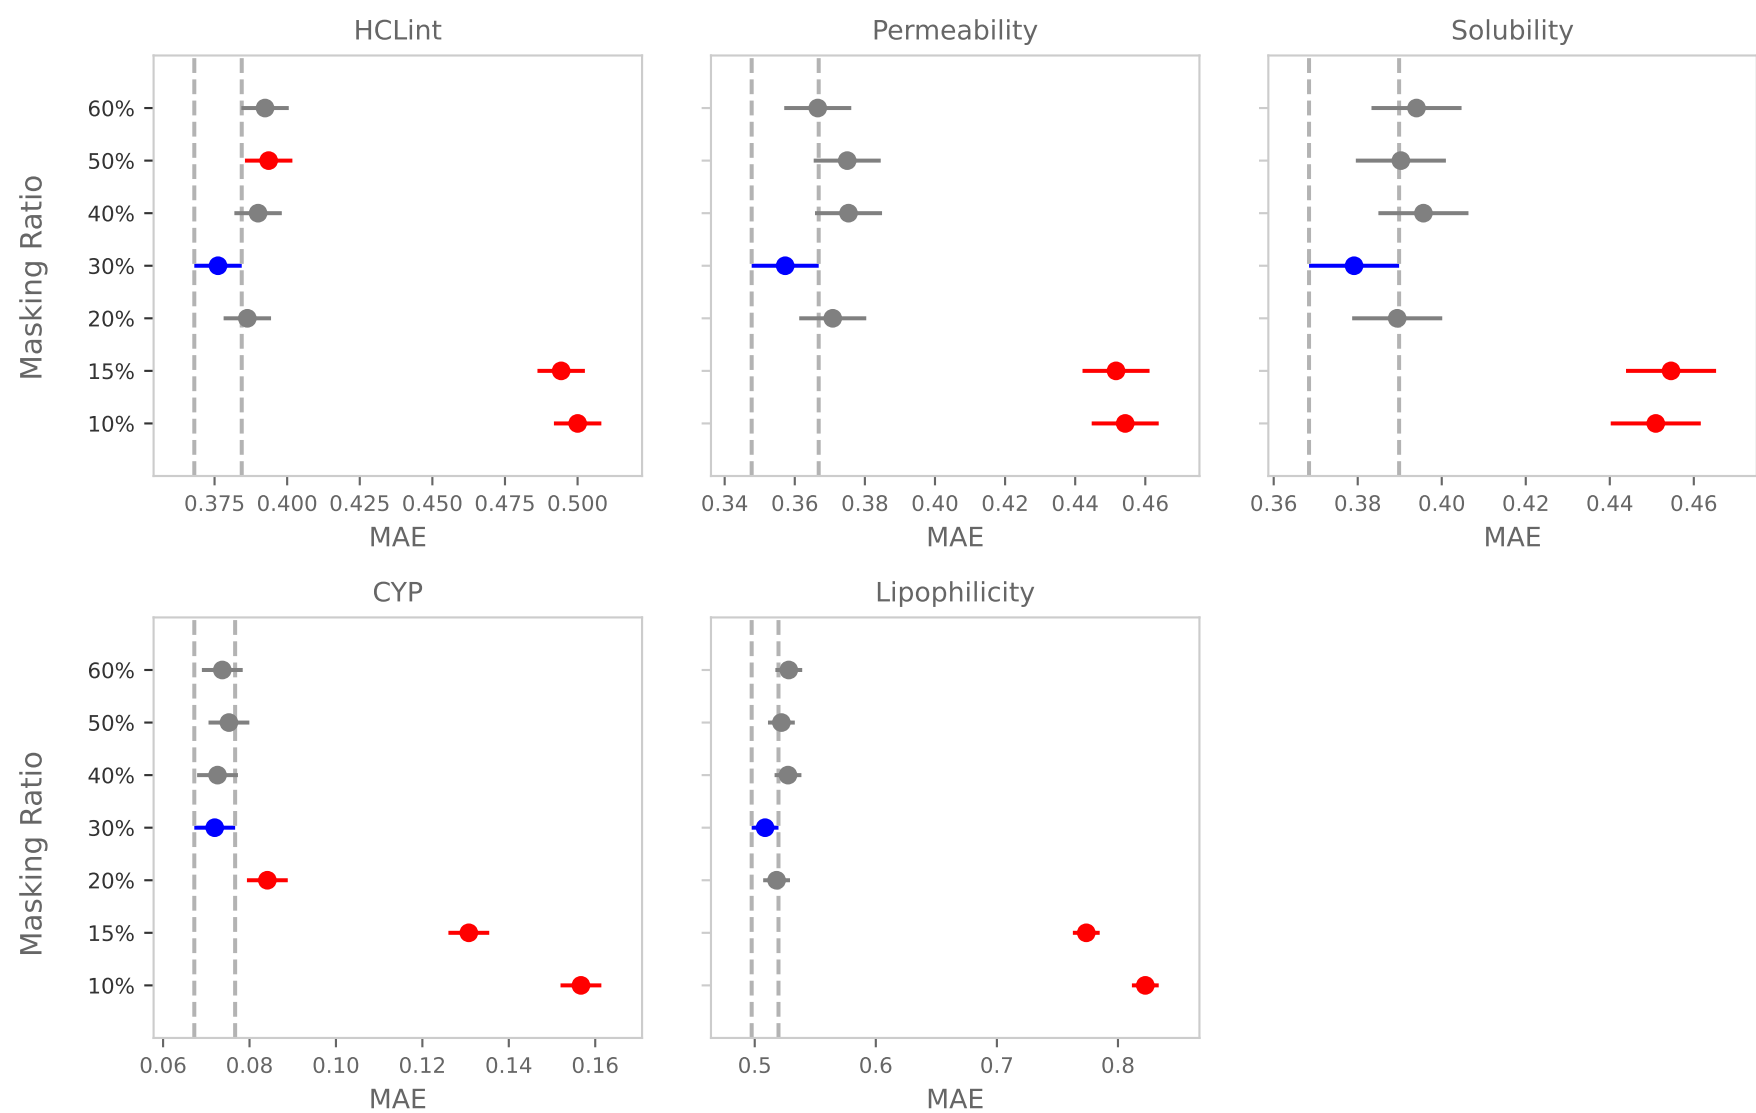 HCLint
Permeability
Solubility
Masking Ratio
60%
50%
40%
30%
20%
15%
10%
0.375 0.400 0.425 0.450 0.475 0.500
0.34 0.36 0.38 0.40 0.42 0.44 0.46
0.36 0.38 0.40 0.42 0.44 0.46
MAE
MAE
MAE
CYP
Lipophilicity
Masking Ratio
60%
50%
40%
30%
20%
15%
10%
0.06 0.08 0.10 0.12 0.14 0.16
0.5 0.6 0.7 0.8
MAE
MAE